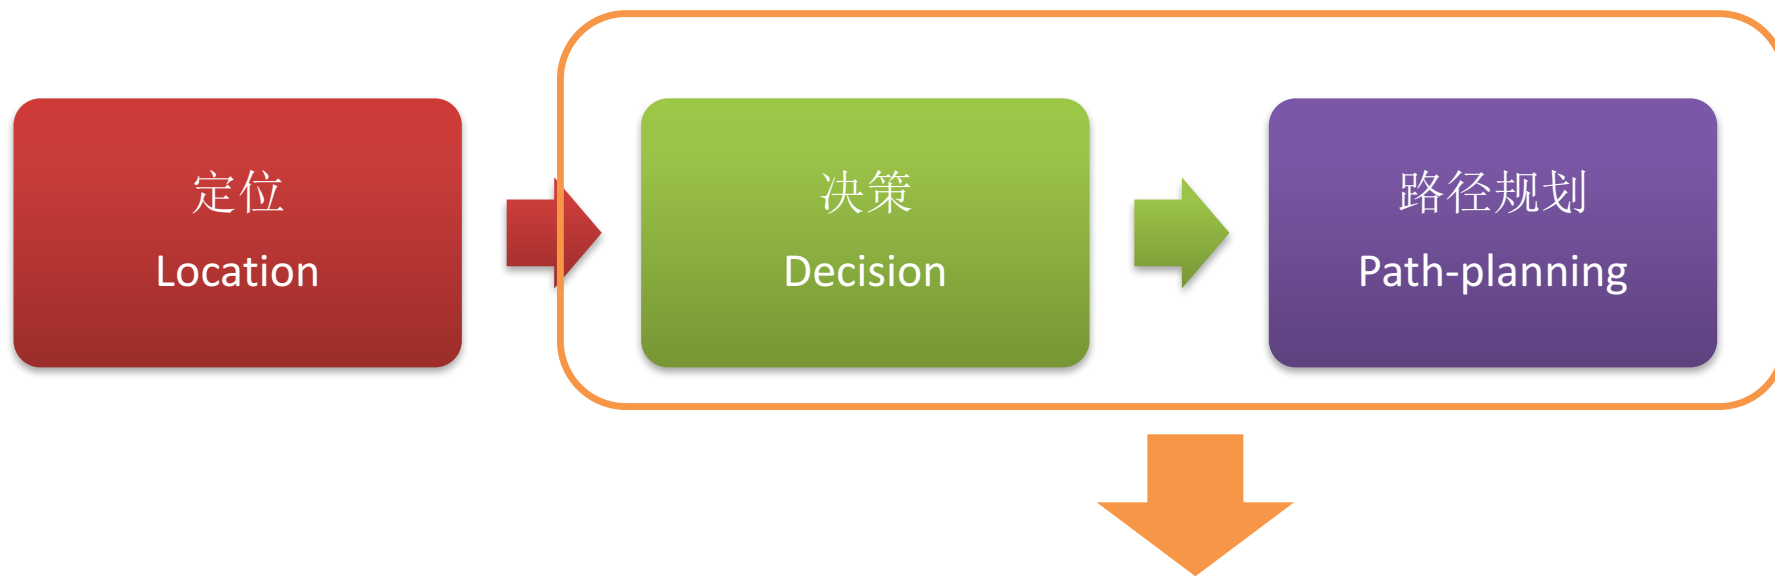 定位
Location
决策
Decision
路径规划
Path-planning